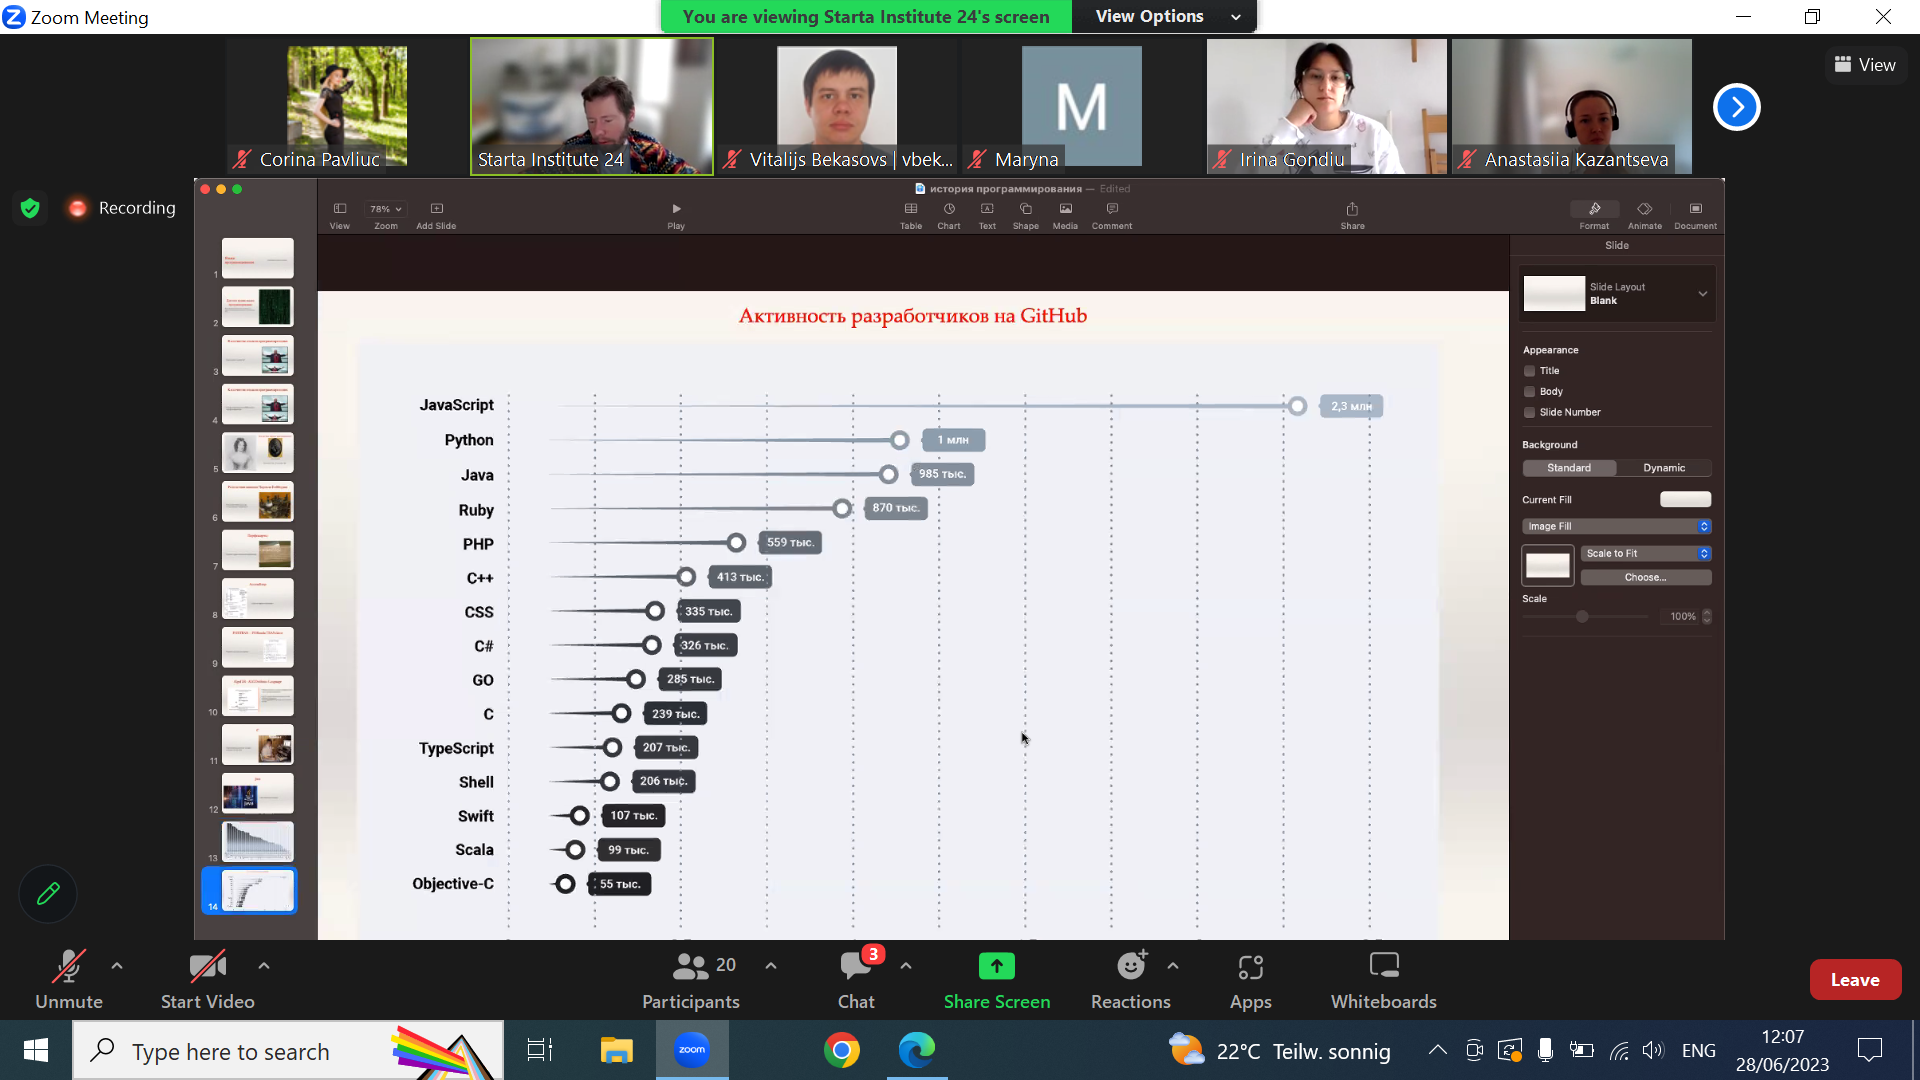 Zoom Meeting
You are viewing Starta Institute 24's screen
View Options
Corina Pavliuc
Starta Institute 24
Vitalijs Bekasovs | vbek...
M
Maryna
Irina Gondiu
Anastasiia Kazantseva
View
Recording
история программирования — Edited
View
78%
Zoom
Add Slide
Play
Table
Chart
Text
Shape
Media
Comment
Share
Format
Animate
Document
1
2
3
4
5
6
7
8
9
10
11
12
13
14
Активность разработчиков на GitHub
JavaScript 2,3 млн
Python 1 млн
Java 985 тыс.
Ruby 870 тыс.
PHP 559 тыс.
C++ 413 тыс.
CSS 335 тыс.
C# 326 тыс.
GO 285 тыс.
C 239 тыс.
TypeScript 207 тыс.
Shell 206 тыс.
Swift 107 тыс.
Scala 99 тыс.
Objective-C 55 тыс.
Slide
Slide Layout
Blank
Appearance
Title
Body
Slide Number
Background
Standard
Dynamic
Current Fill
Image Fill
Scale to Fit
Choose...
Scale
100%
Unmute
Start Video
20
Participants
3
Chat
Share Screen
Reactions
Apps
Whiteboards
Leave
Type here to search
zoom
22°C Teilw. sonnig
ENG
12:07
28/06/2023